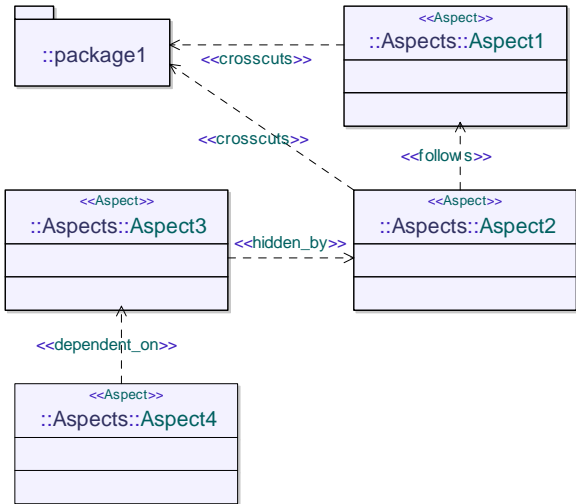 <<Aspect>>
::Aspects::Aspect1
::package1
<<crosscuts>>
<<crosscuts>>
<<follows>>
<<Aspect>>
::Aspects::Aspect3
<<Aspect>>
::Aspects::Aspect2
<<hidden_by>>
<<dependent_on>>
<<Aspect>>
::Aspects::Aspect4